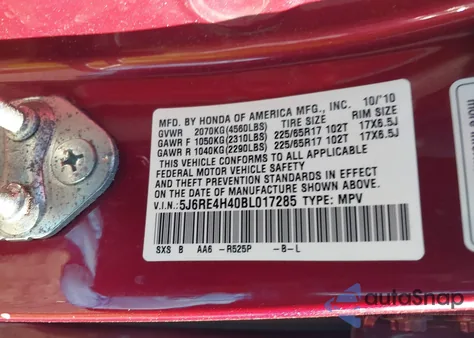 MFD. BY HONDA OF AMERICA MFG., INC. 10/'10
GVWR 2070KG(4560LBS) TIRE SIZE RIM SIZE
GAWR F 1050KG(2310LBS) 225/65R17 102T 17X6.5J
GAWR R 1040KG(2290LBS) 225/65R17 102T 17X6.5J
THIS VEHICLE CONFORMS TO ALL APPLICABLE
FEDERAL MOTOR VEHICLE SAFETY AND
THEFT PREVENTION STANDARDS IN EFFECT
ON THE DATE OF MANUFACTURE SHOWN ABOVE.
V.I.N.:5J6RE4H40BL017285 TYPE: MPV
SXS B AA6 -R525P -B-L
autoSnap